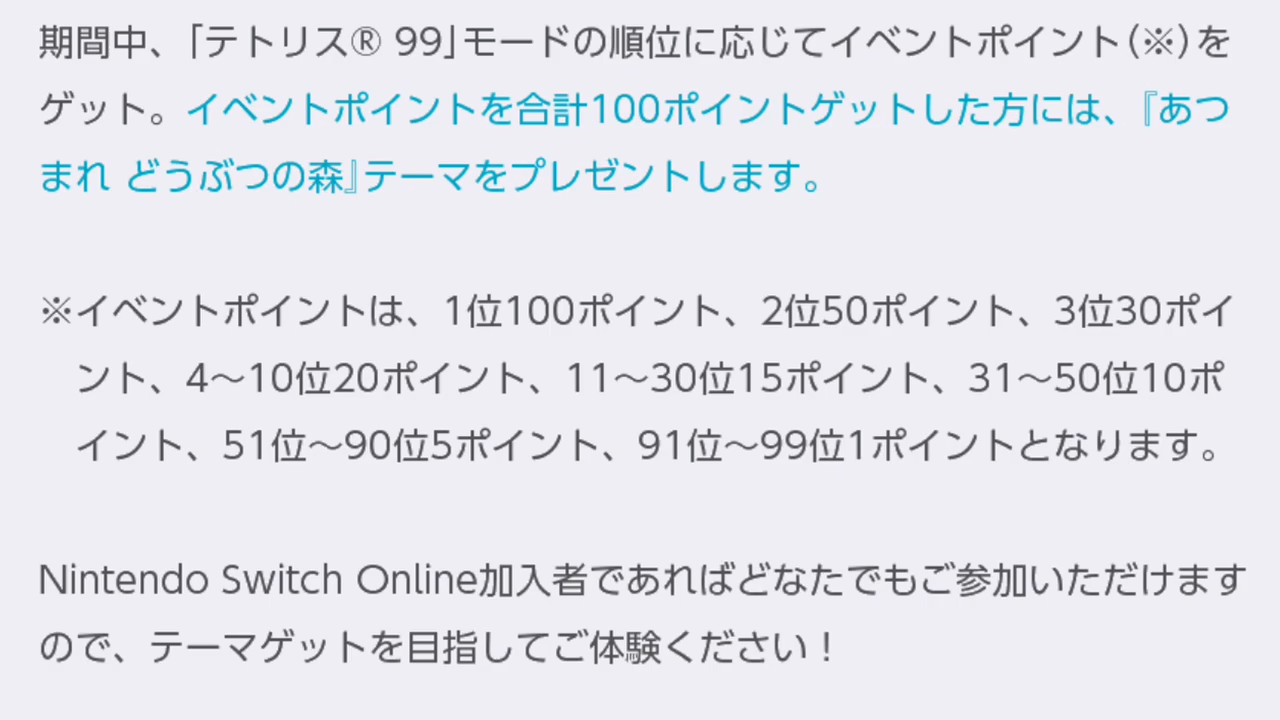 期間中、「テトリス® 99」モードの順位に応じてイベントポイント(※)を
ゲット。イベントポイントを合計100ポイントゲットした方には、『あつ
まれ どうぶつの森』テーマをプレゼントします。
※イベントポイントは、1位100ポイント、2位50ポイント、3位30ポイ
ント、4〜10位20ポイント、11〜30位15ポイント、31〜50位10ポ
イント、51位〜90位5ポイント、91位〜99位1ポイントとなります。
Nintendo Switch Online加入者であればどなたでもご参加いただけます
ので、テーマゲットを目指してご体験ください！